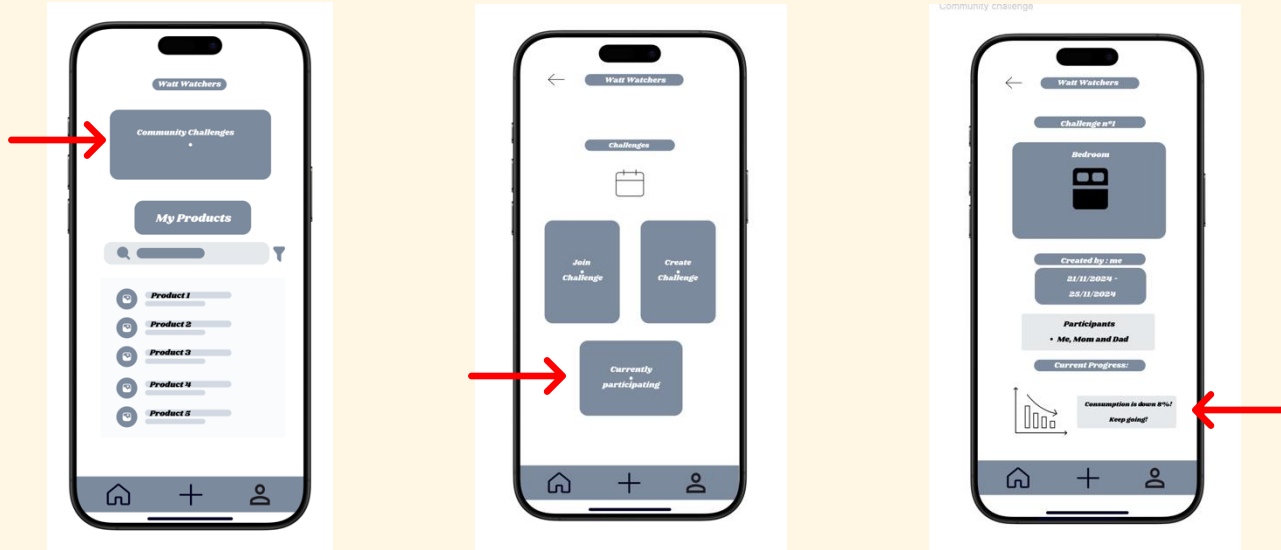 Watt Watchers
Community Challenges
My Products
Product 1
Product 2
Product 3
Product 4
Product 5
Watt Watchers
Challenges
Join
Challenge
Create
Challenge
Currently
participating
Community challenge
Watt Watchers
Challenge n°1
Bedroom
Created by : me
21/11/2024 -
25/11/2024
Participants
• Me, Mom and Dad
Current Progress:
Consumption is down 8%!
Keep going!